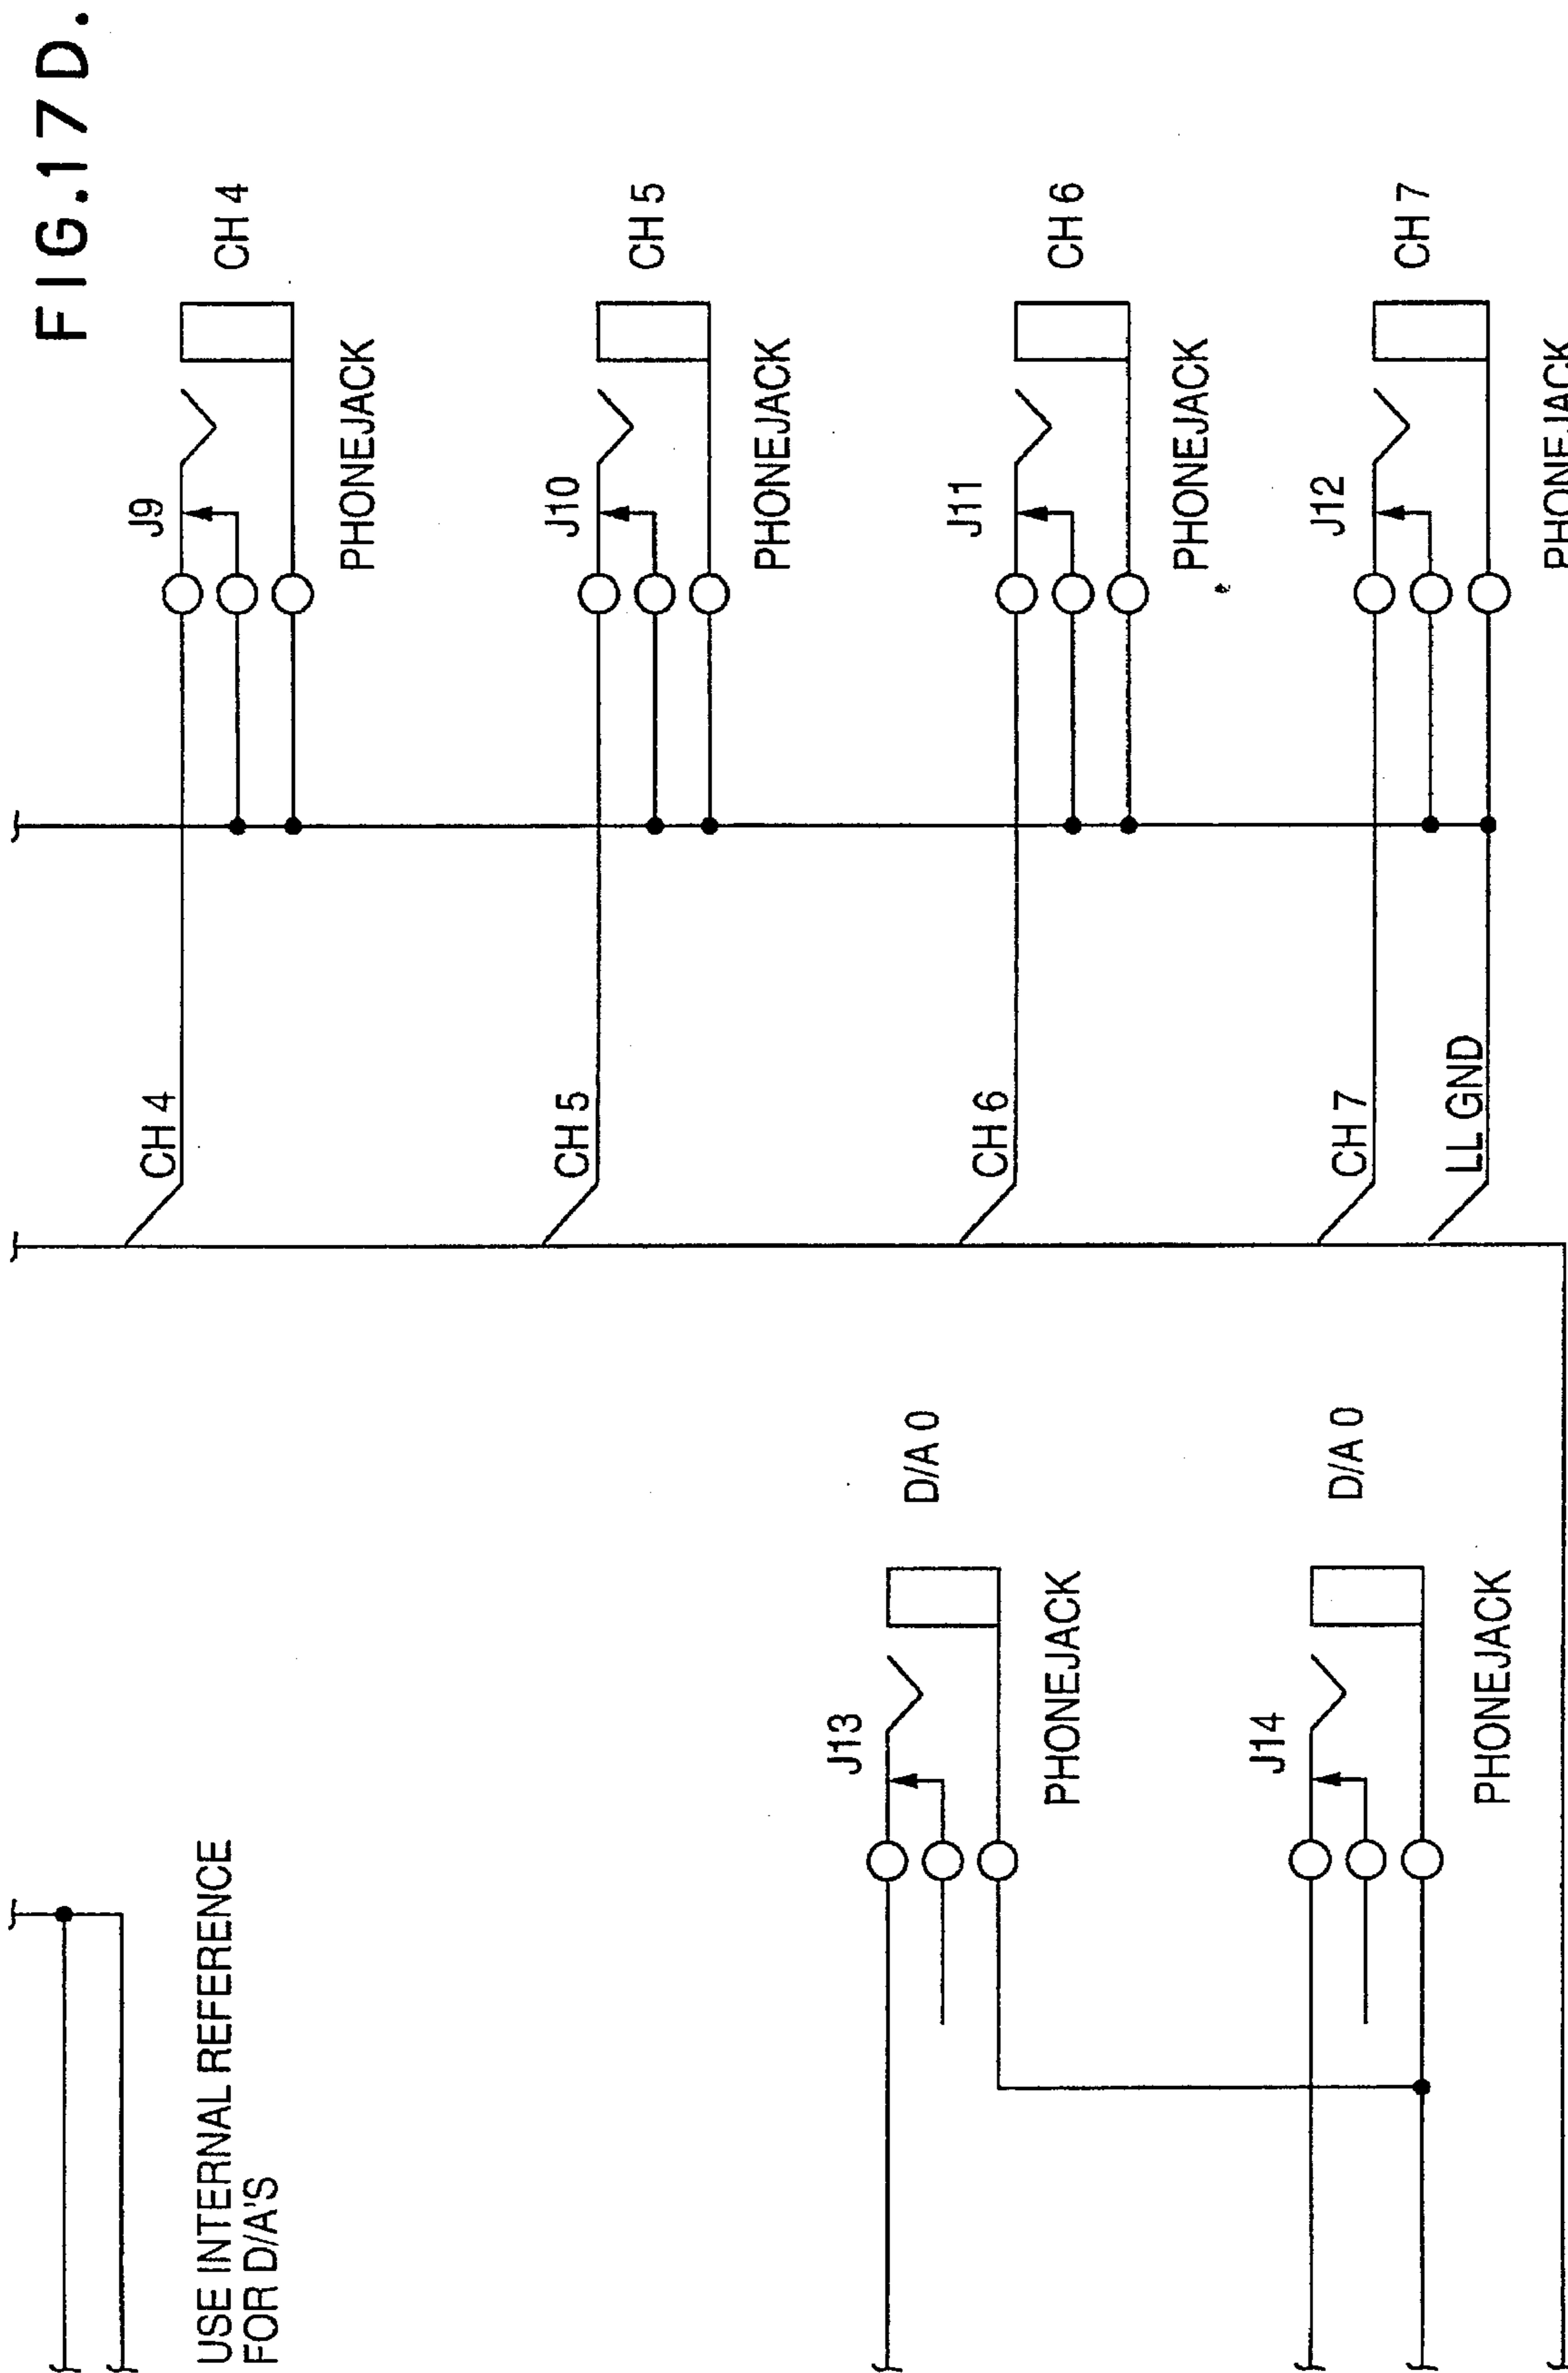 FIG.17D.
CH 4
J9
PHONEJACK
CH 4
CH 5
J10
PHONEJACK
CH 5
CH 6
J11
PHONEJACK
CH 6
CH 7
J12
PHONEJACK
CH 7
LL GND
USE INTERNAL REFERENCE
FOR D/A'S
D/A 0
J13
PHONEJACK
D/A 0
J14
PHONEJACK